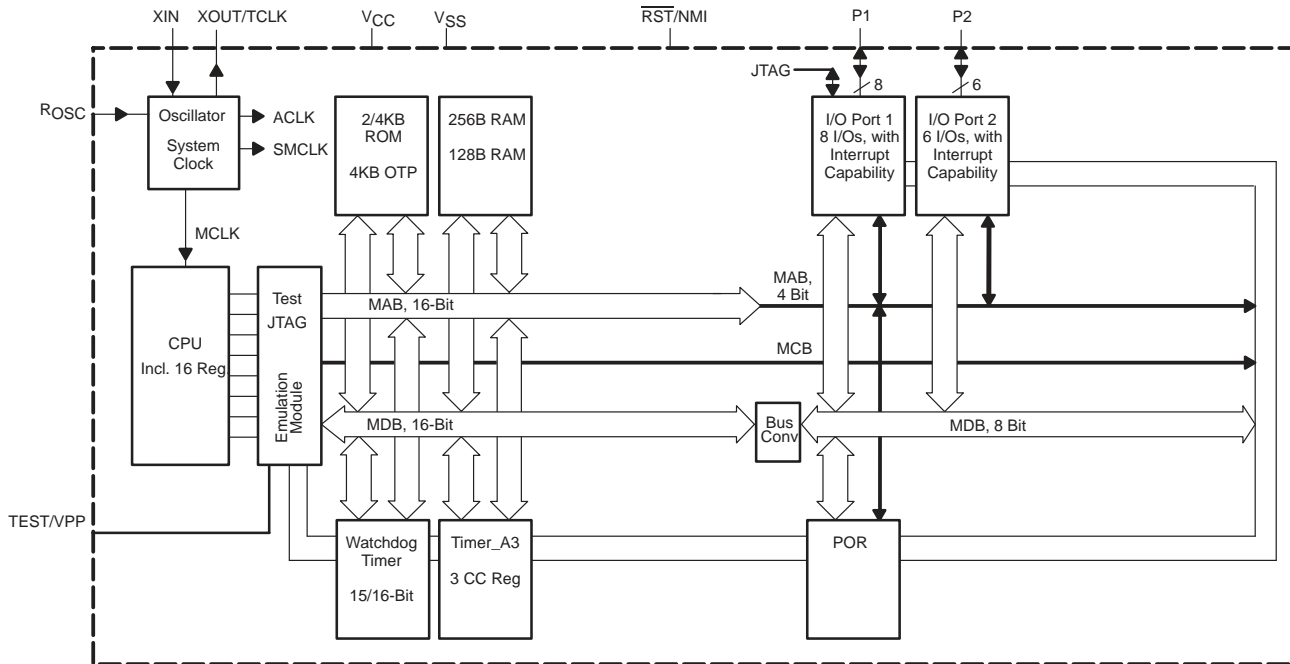 XIN
XOUT/TCLK
VCC
VSS
RST/NMI
P1
P2
JTAG
8
6
ROSC
Oscillator
System
Clock
ACLK
SMCLK
2/4KB
ROM
4KB OTP
256B RAM
128B RAM
I/O Port 1
8 I/Os, with
Interrupt
Capability
I/O Port 2
6 I/Os, with
Interrupt
Capability
MCLK
CPU
Incl. 16 Reg.
Test
JTAG
Emulation
Module
MAB, 16-Bit
MAB,
4 Bit
MCB
MDB, 16-Bit
Bus
Conv
MDB, 8 Bit
TEST/VPP
Watchdog
Timer
15/16-Bit
Timer_A3
3 CC Reg
POR